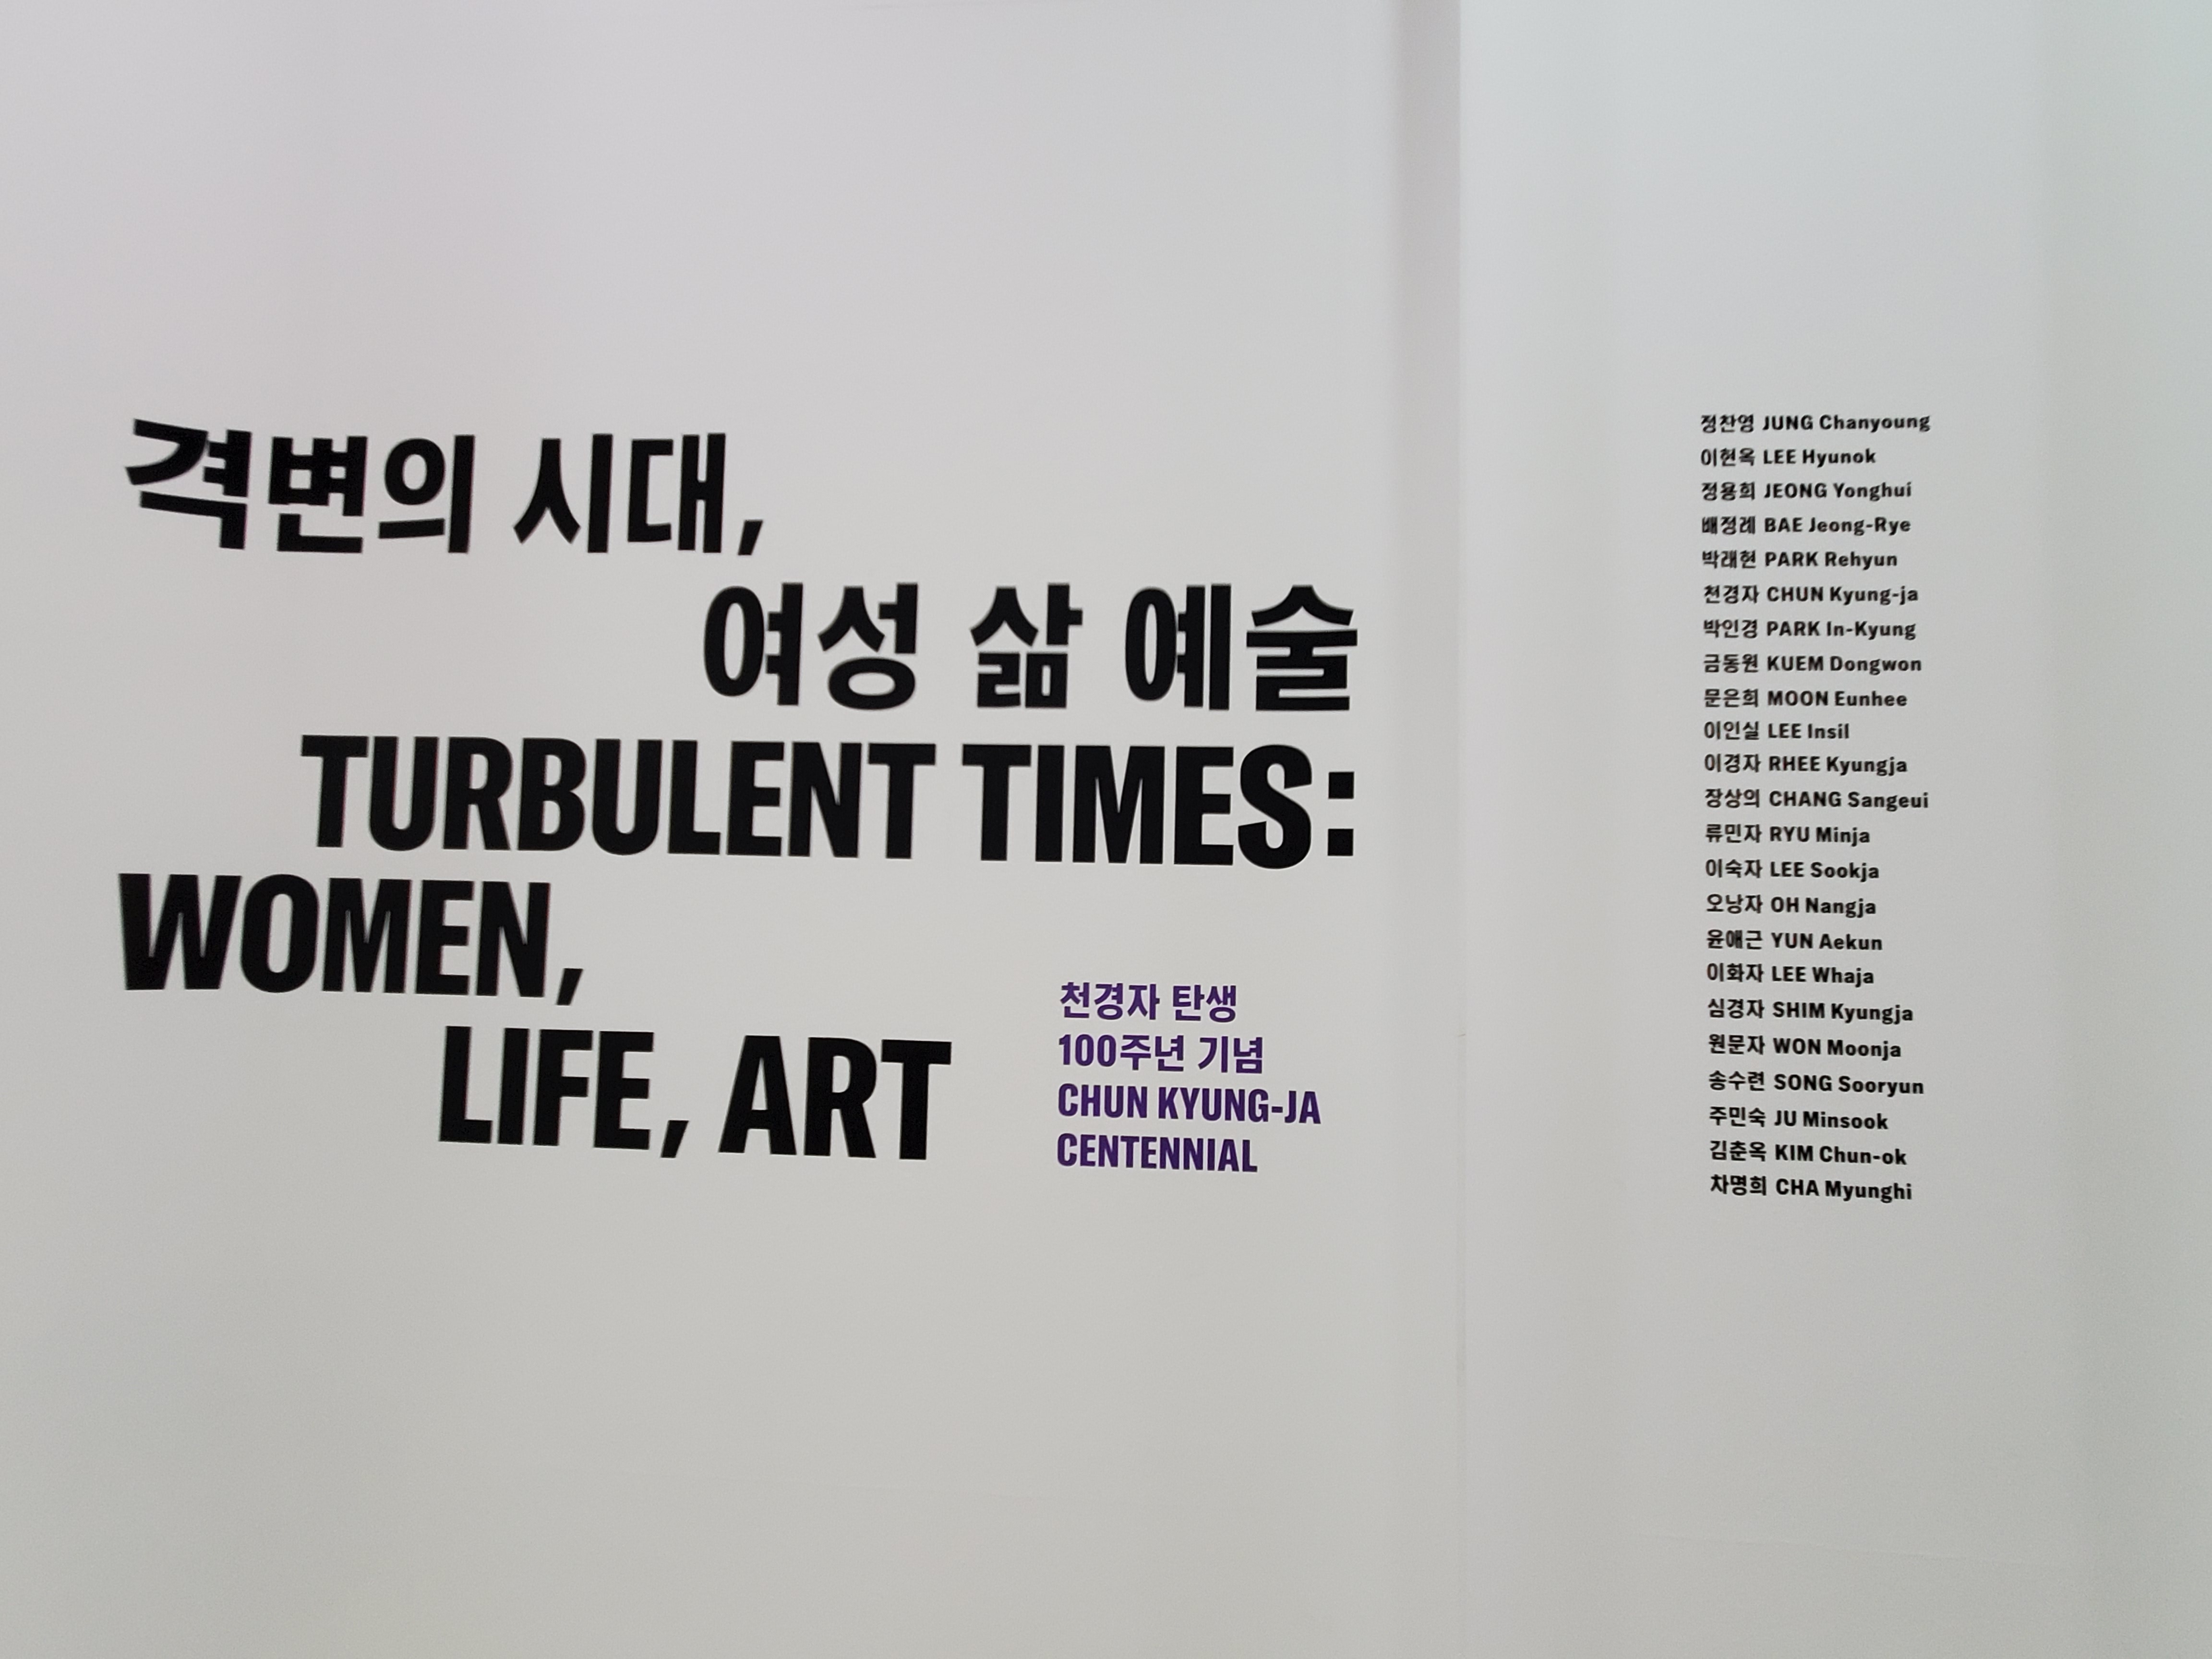 격변의 시대,
여성 삶 예술
TURBULENT TIMES:
WOMEN,
LIFE, ART
천경자 탄생
100주년 기념
CHUN KYUNG-JA
CENTENNIAL
정찬영 JUNG Chanyoung
이현옥 LEE Hyunok
정용희 JEONG Yonghui
배정례 BAE Jeong-Rye
박래현 PARK Rehyun
천경자 CHUN Kyung-ja
박인경 PARK In-Kyung
금동원 KUEM Dongwon
문은희 MOON Eunhee
이인실 LEE Insil
이경자 RHEE Kyungja
장상의 CHANG Sangeui
류민자 RYU Minja
이숙자 LEE Sookja
오낭자 OH Nangja
윤애근 YUN Aekun
이화자 LEE Whaja
심경자 SHIM Kyungja
원문자 WON Moonja
송수련 SONG Sooryun
주민숙 JU Minsook
김춘옥 KIM Chun-ok
차명희 CHA Myunghi